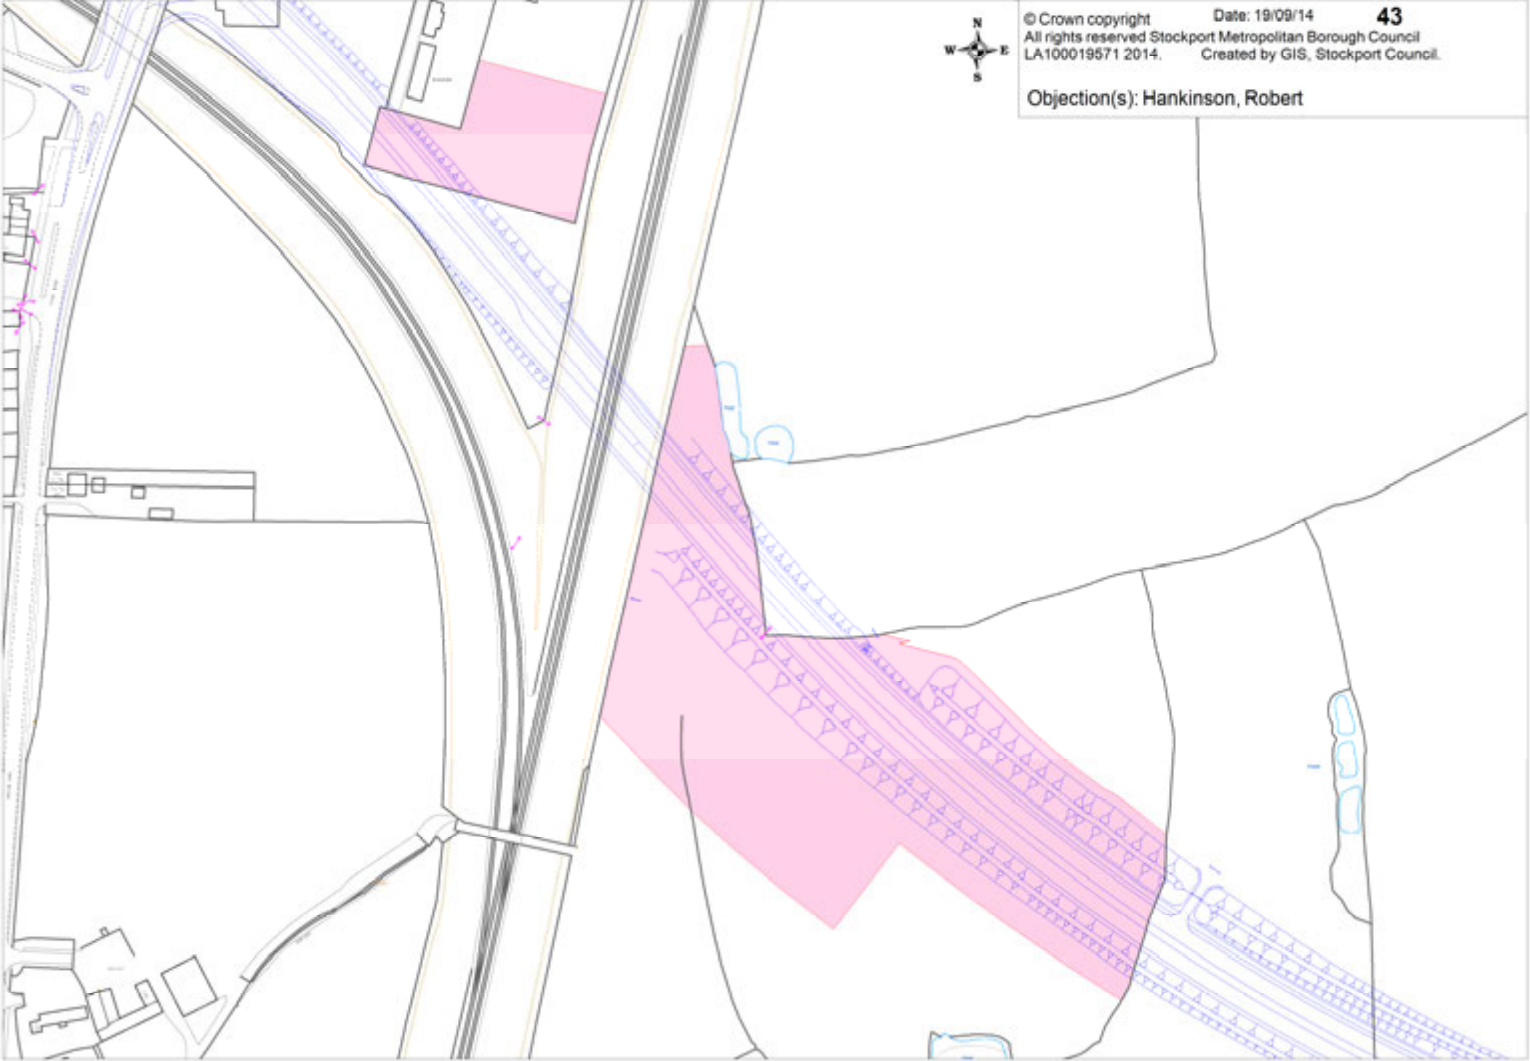 N
W E
S
© Crown copyright Date: 19/09/14 43
All rights reserved Stockport Metropolitan Borough Council
LA100019571 2014. Created by GIS, Stockport Council.
Objection(s): Hankinson, Robert